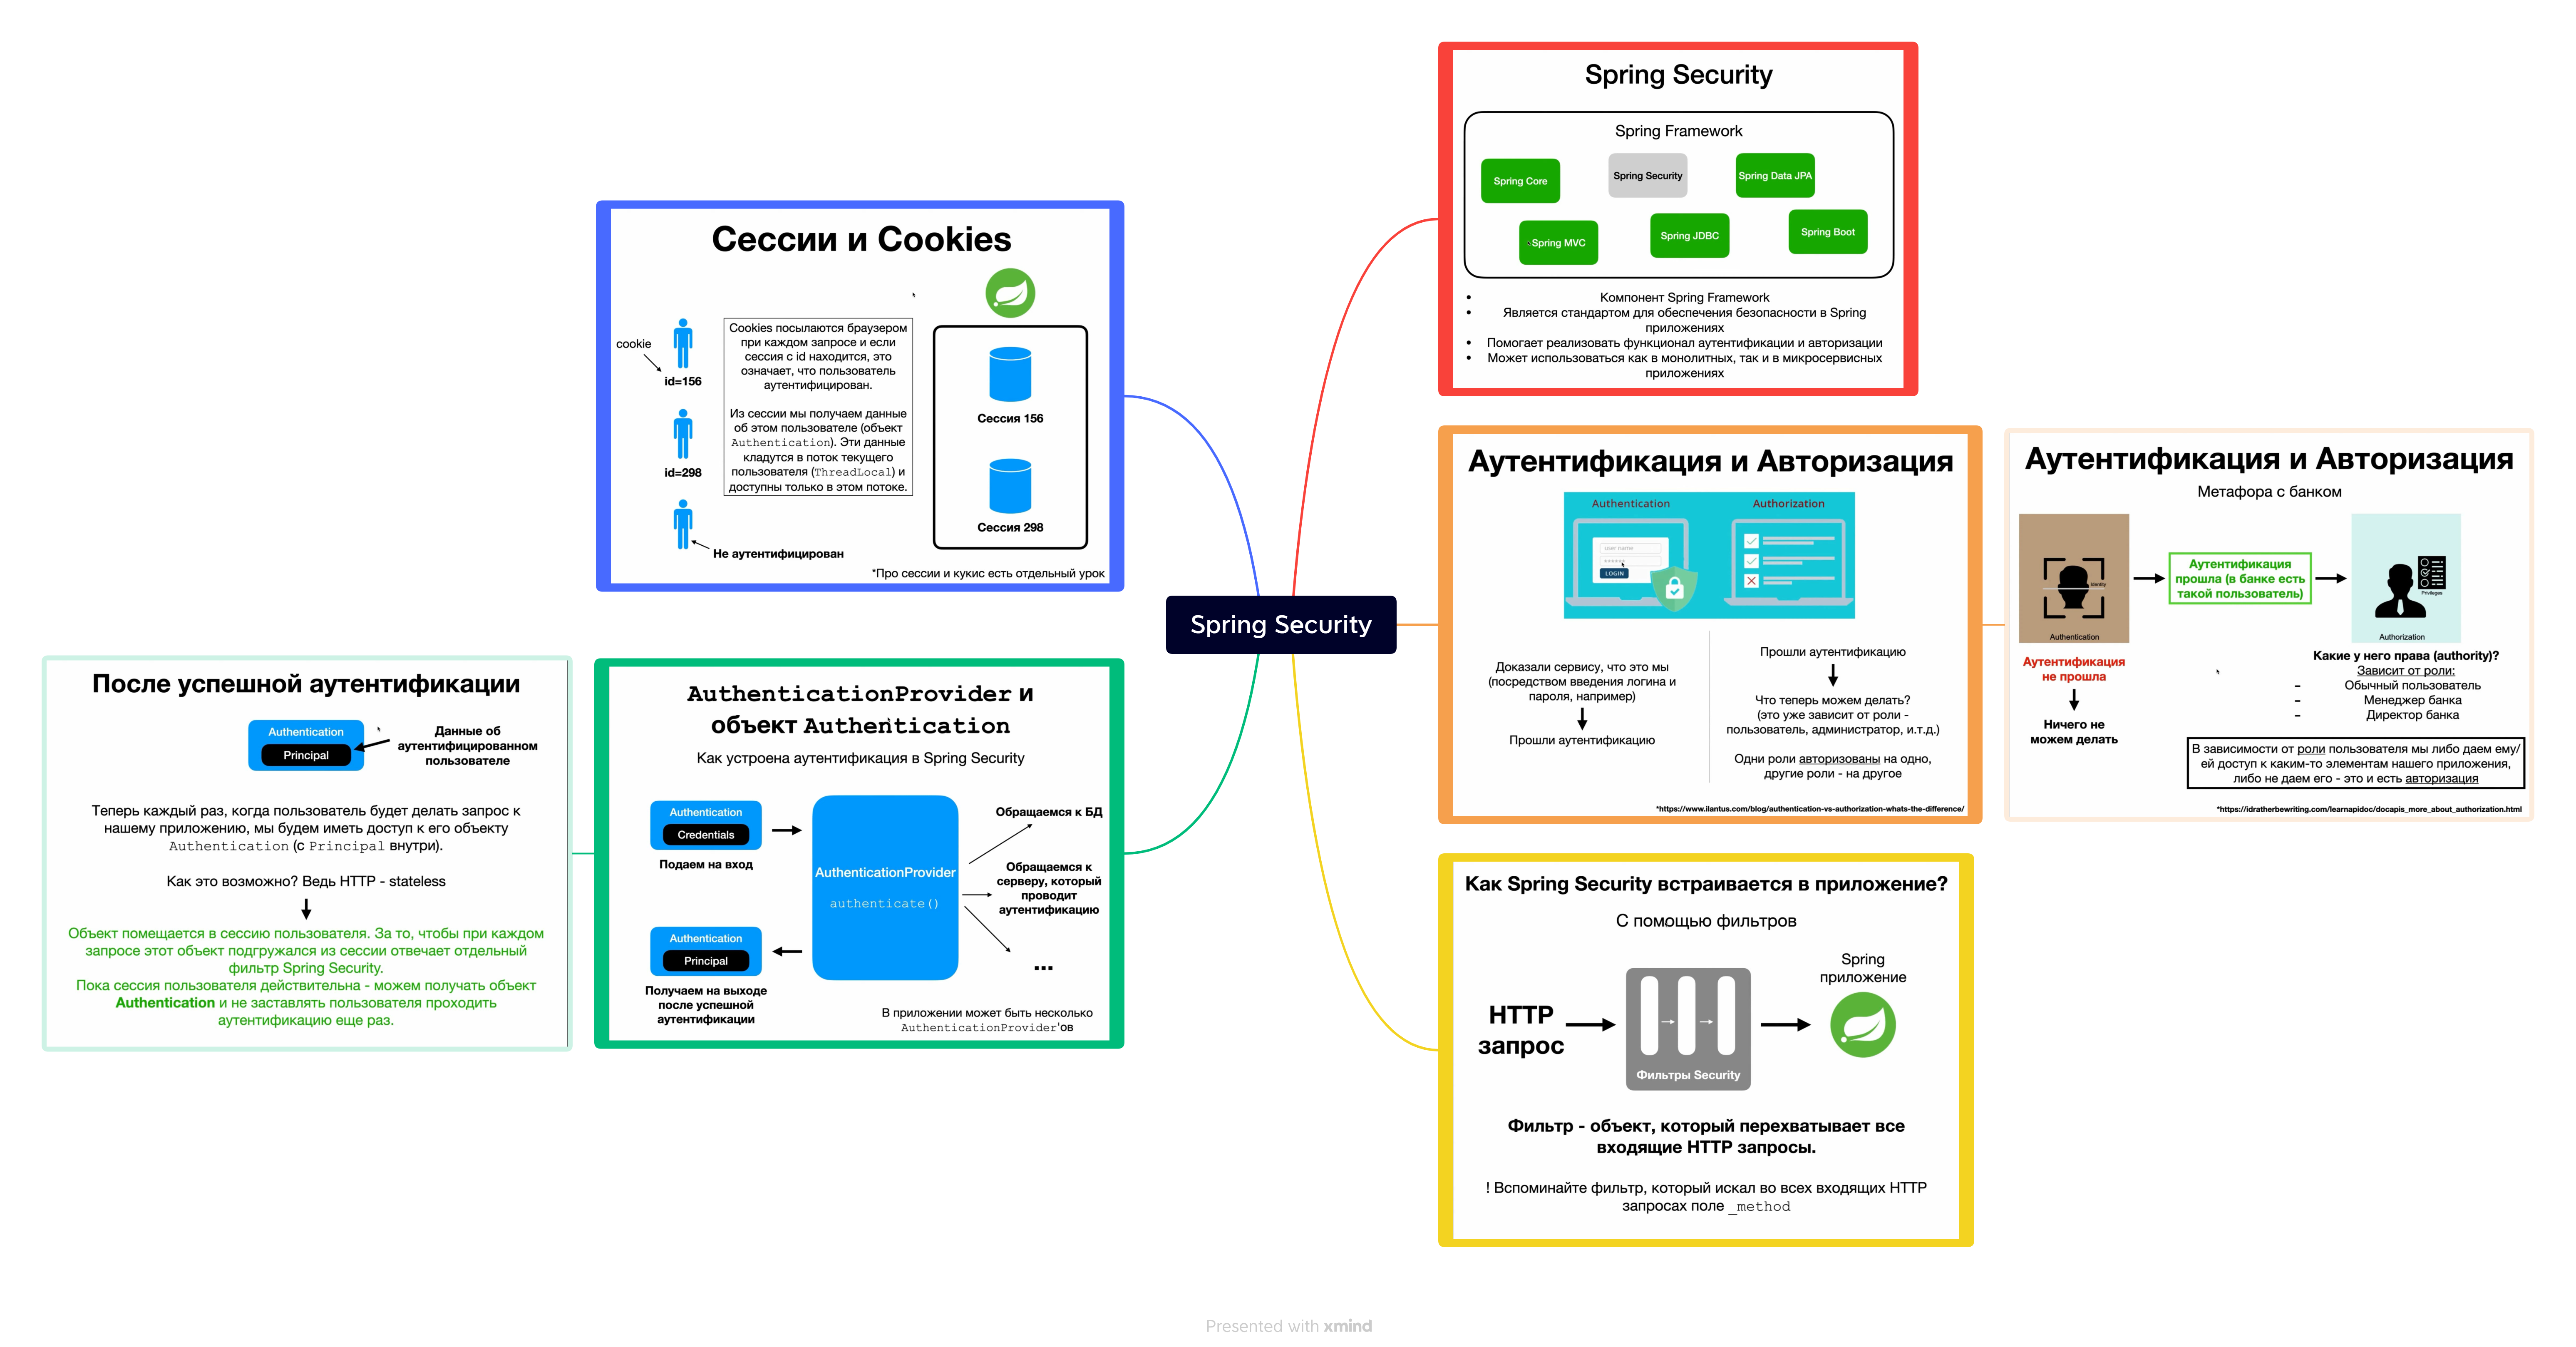 Spring Security
Spring Security
Spring Framework
Spring Core
Spring Security
Spring Data JPA
Spring MVC
Spring JDBC
Spring Boot
• Компонент Spring Framework
• Является стандартом для обеспечения безопасности в Spring
приложениях
• Помогает реализовать функционал аутентификации и авторизации
• Может использоваться как в монолитных, так и в микросервисных
приложениях
Аутентификация и Авторизация
Authentication
Authorization
user name
LOGIN
Доказали сервису, что это мы
(посредством введения логина и
пароля, например)
Прошли аутентификацию
Прошли аутентификацию
Что теперь можем делать?
(это уже зависит от роли -
пользователь, администратор, и.т.д.)
Одни роли авторизованы на одно,
другие роли - на другое
*https://www.ilantus.com/blog/authentication-vs-authorization-whats-the-difference/
Аутентификация и Авторизация
Метафора с банком
Identity
Authentication
Аутентификация
прошла (в банке есть
такой пользователь)
Privileges
Authorization
Аутентификация
не прошла
Ничего не
можем делать
Какие у него права (authority)?
Зависит от роли:
- Обычный пользователь
- Менеджер банка
- Директор банка
В зависимости от роли пользователя мы либо даем ему/
ей доступ к каким-то элементам нашего приложения,
либо не даем его - это и есть авторизация
*https://idratherbewriting.com/learnapidoc/docapis_more_about_authorization.html
Как Spring Security встраивается в приложение?
С помощью фильтров
HTTP
запрос
Фильтры Security
Spring
приложение
Фильтр - объект, который перехватывает все
входящие HTTP запросы.
! Вспоминайте фильтр, который искал во всех входящих HTTP
запросах поле _method
Сессии и Cookies
cookie
id=156
id=298
Не аутентифицирован
Cookies посылаются браузером
при каждом запросе и если
сессия с id находится, это
означает, что пользователь
аутентифицирован.
Из сессии мы получаем данные
об этом пользователе (объект
Authentication). Эти данные
кладутся в поток текущего
пользователя (ThreadLocal) и
доступны только в этом потоке.
Сессия 156
Сессия 298
*Про сессии и кукис есть отдельный урок
AuthenticationProvider и
объект Authentication
Как устроена аутентификация в Spring Security
Authentication
Credentials
Подаем на вход
Authentication
Principal
Получаем на выходе
после успешной
аутентификации
AuthenticationProvider
authenticate()
Обращаемся к БД
Обращаемся к
серверу, который
проводит
аутентификацию
...
В приложении может быть несколько
AuthenticationProvider'ов
После успешной аутентификации
Authentication
Principal
Данные об
аутентифицированном
пользователе
Теперь каждый раз, когда пользователь будет делать запрос к
нашему приложению, мы будем иметь доступ к его объекту
Authentication (с Principal внутри).
Как это возможно? Ведь HTTP - stateless
Объект помещается в сессию пользователя. За то, чтобы при каждом
запросе этот объект подгружался из сессии отвечает отдельный
фильтр Spring Security.
Пока сессия пользователя действительна - можем получать объект
Authentication и не заставлять пользователя проходить
аутентификацию еще раз.
Presented with xmind